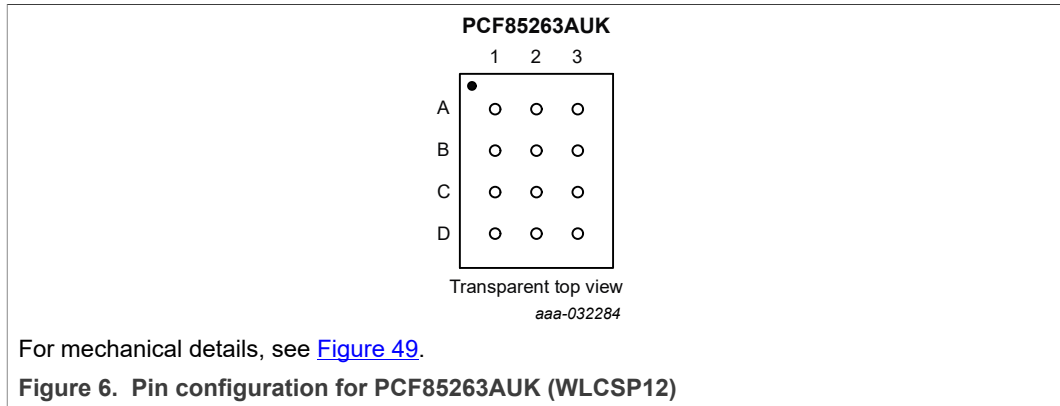 PCF85263AUK
1 2 3
A
B
C
D
Transparent top view
aaa-032284
For mechanical details, see Figure 49.
Figure 6. Pin configuration for PCF85263AUK (WLCSP12)